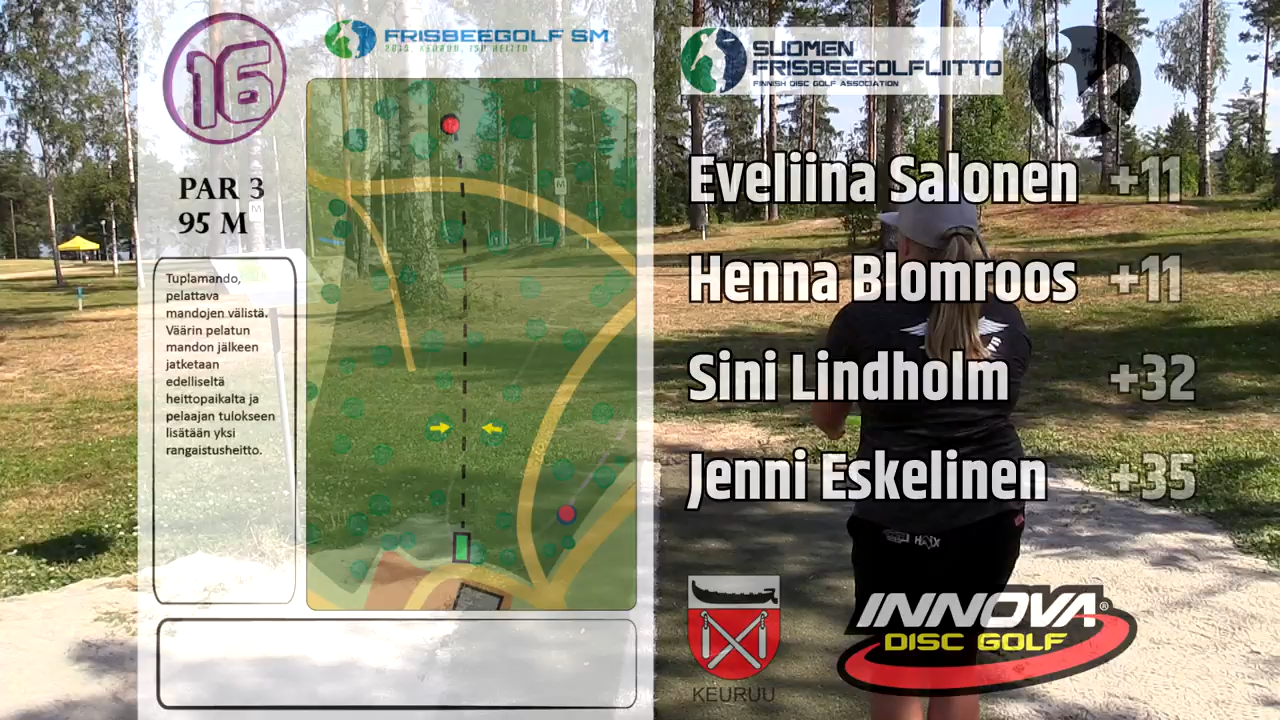 16
FRISBEEGOLF SM
PAR 3
95 M
Tuplamando,
pelattava
mandojen välistä.
Väärin pelatun
mandon jälkeen
jatketaan
edelliseltä
heittopaikalta ja
pelaajan tulokseen
lisätään yksi
rangaistusheitto.
M
M
SUOMEN
FRISBEEGOLFLIITTO
FINNISH DISC GOLF ASSOCIATION
Eveliina Salonen +11
Henna Blomroos +11
Sini Lindholm +32
Jenni Eskelinen +35
KEURUU
INNOVA®
DISC GOLF